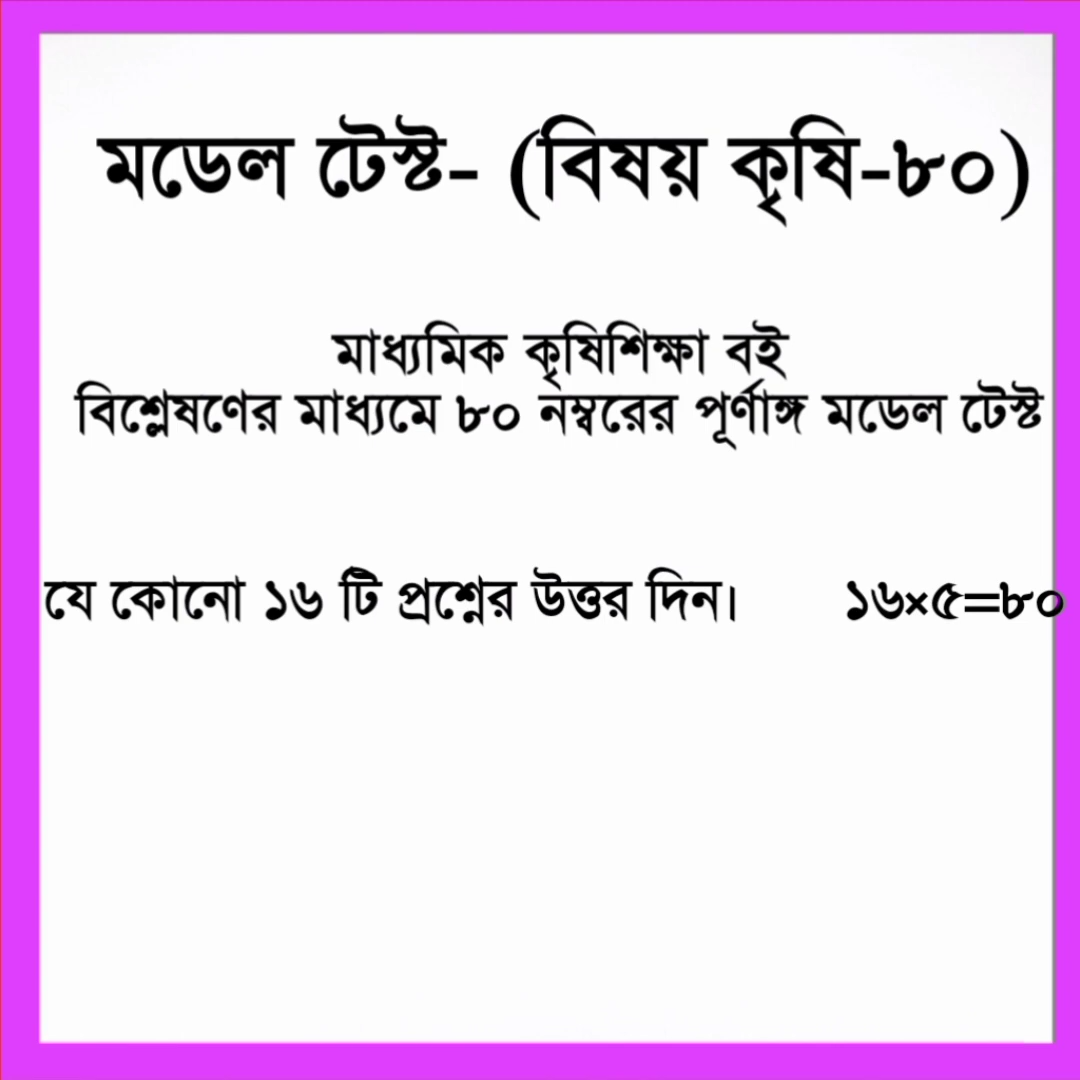 মডেল টেস্ট- (বিষয় কৃষি-৮০)
মাধ্যমিক কৃষিশিক্ষা বই
বিশ্লেষণের মাধ্যমে ৮০ নম্বরের পূর্ণাঙ্গ মডেল টেস্ট
যে কোনো ১৬ টি প্রশ্নের উত্তর দিন। ১৬×৫=৮০